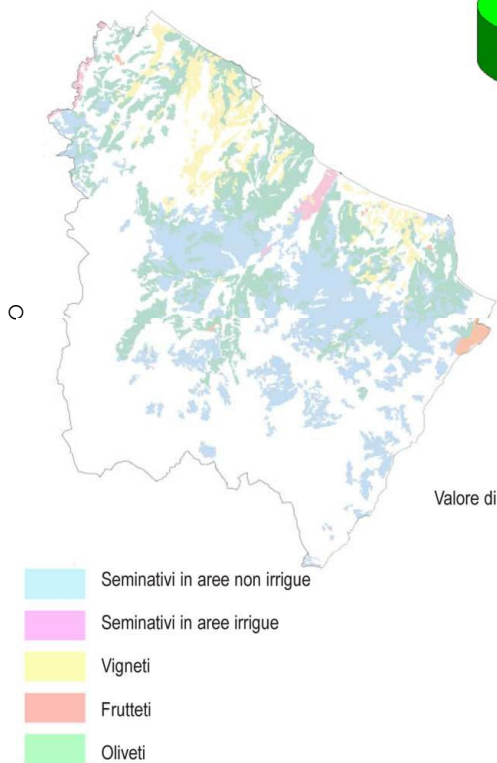 C
Valore di
Seminativi in aree non irrigue
Seminativi in aree irrigue
Vigneti
Frutteti
Oliveti